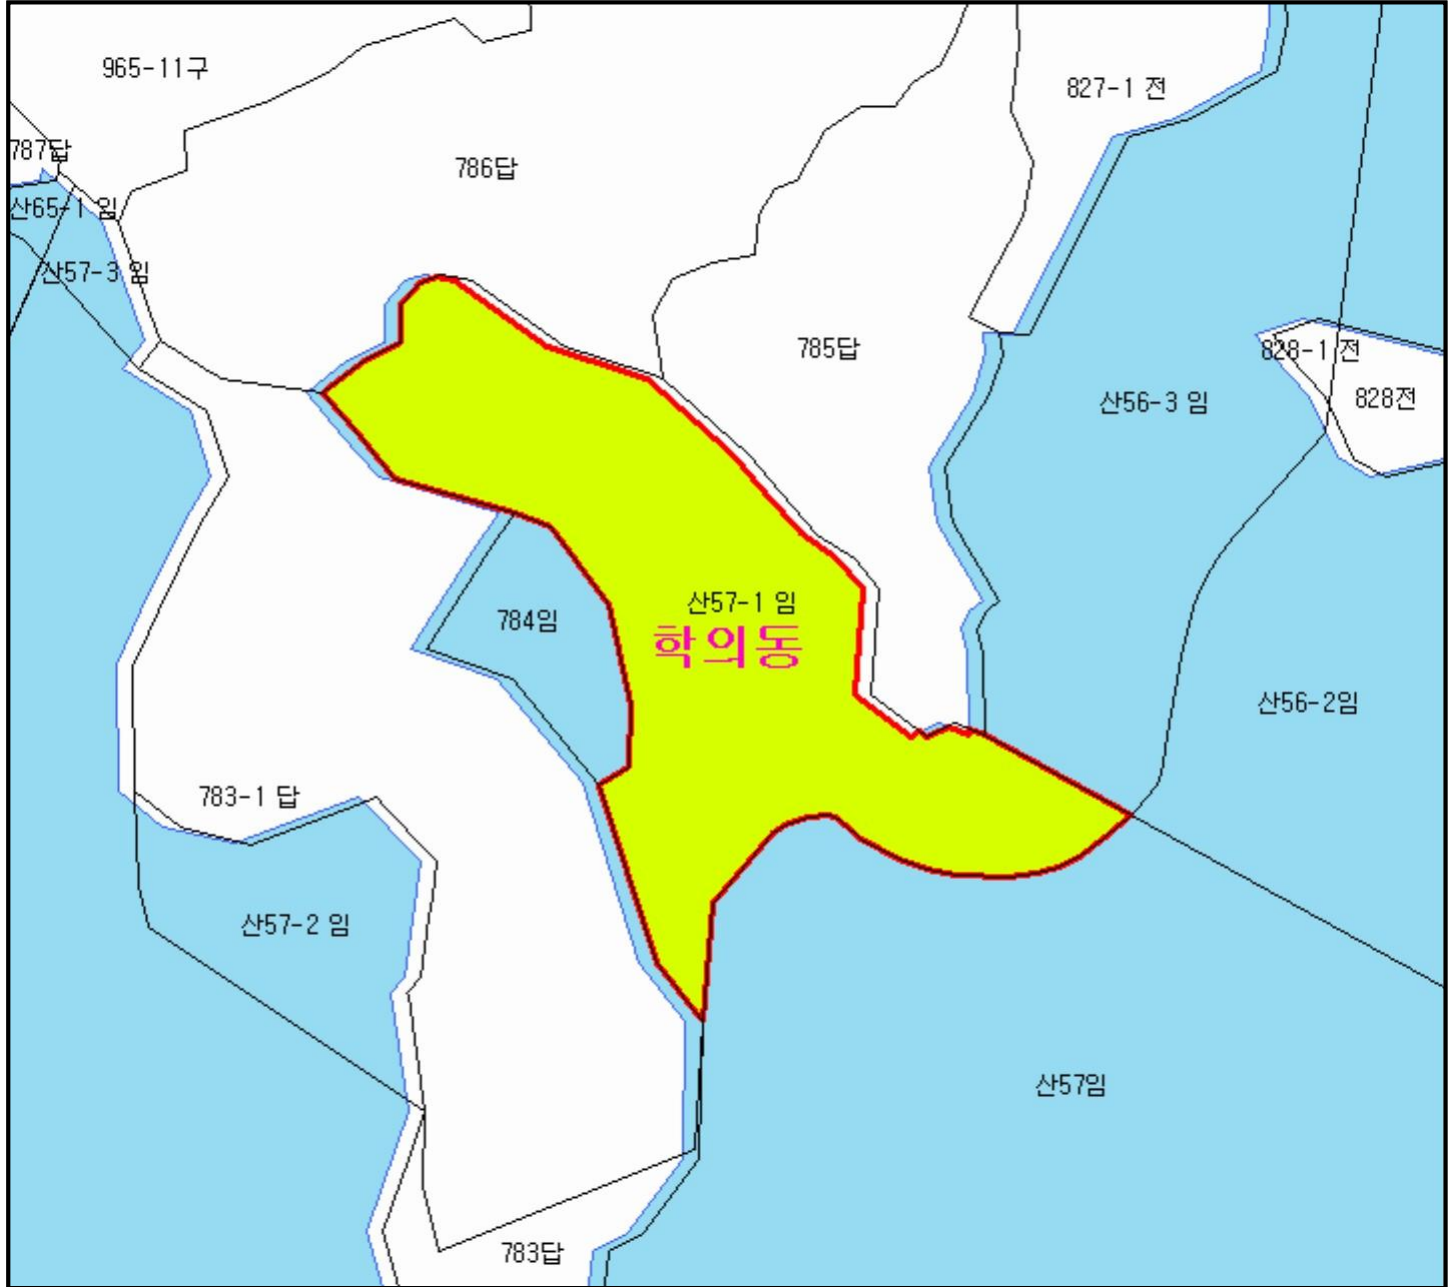 965-11구
827-1 전
787답
786답
산65-1 임
산57-3 임
785답
828-1 전
828전
산56-3 임
산57-1 임
784임
학의동
산56-2임
783-1 답
산57-2 임
산57임
783답